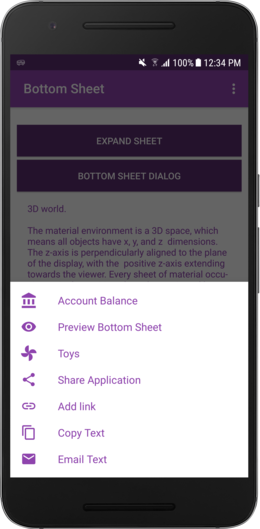 100% 12:34 PM
Bottom Sheet
EXPAND SHEET
BOTTOM SHEET DIALOG
3D world.
The material environment is a 3D space, which
means all objects have x, y, and z dimensions.
The z-axis is perpendicularly aligned to the plane
of the display, with the positive z-axis extending
towards the viewer. Every sheet of material occu-
Account Balance
Preview Bottom Sheet
Toys
Share Application
Add link
Copy Text
Email Text